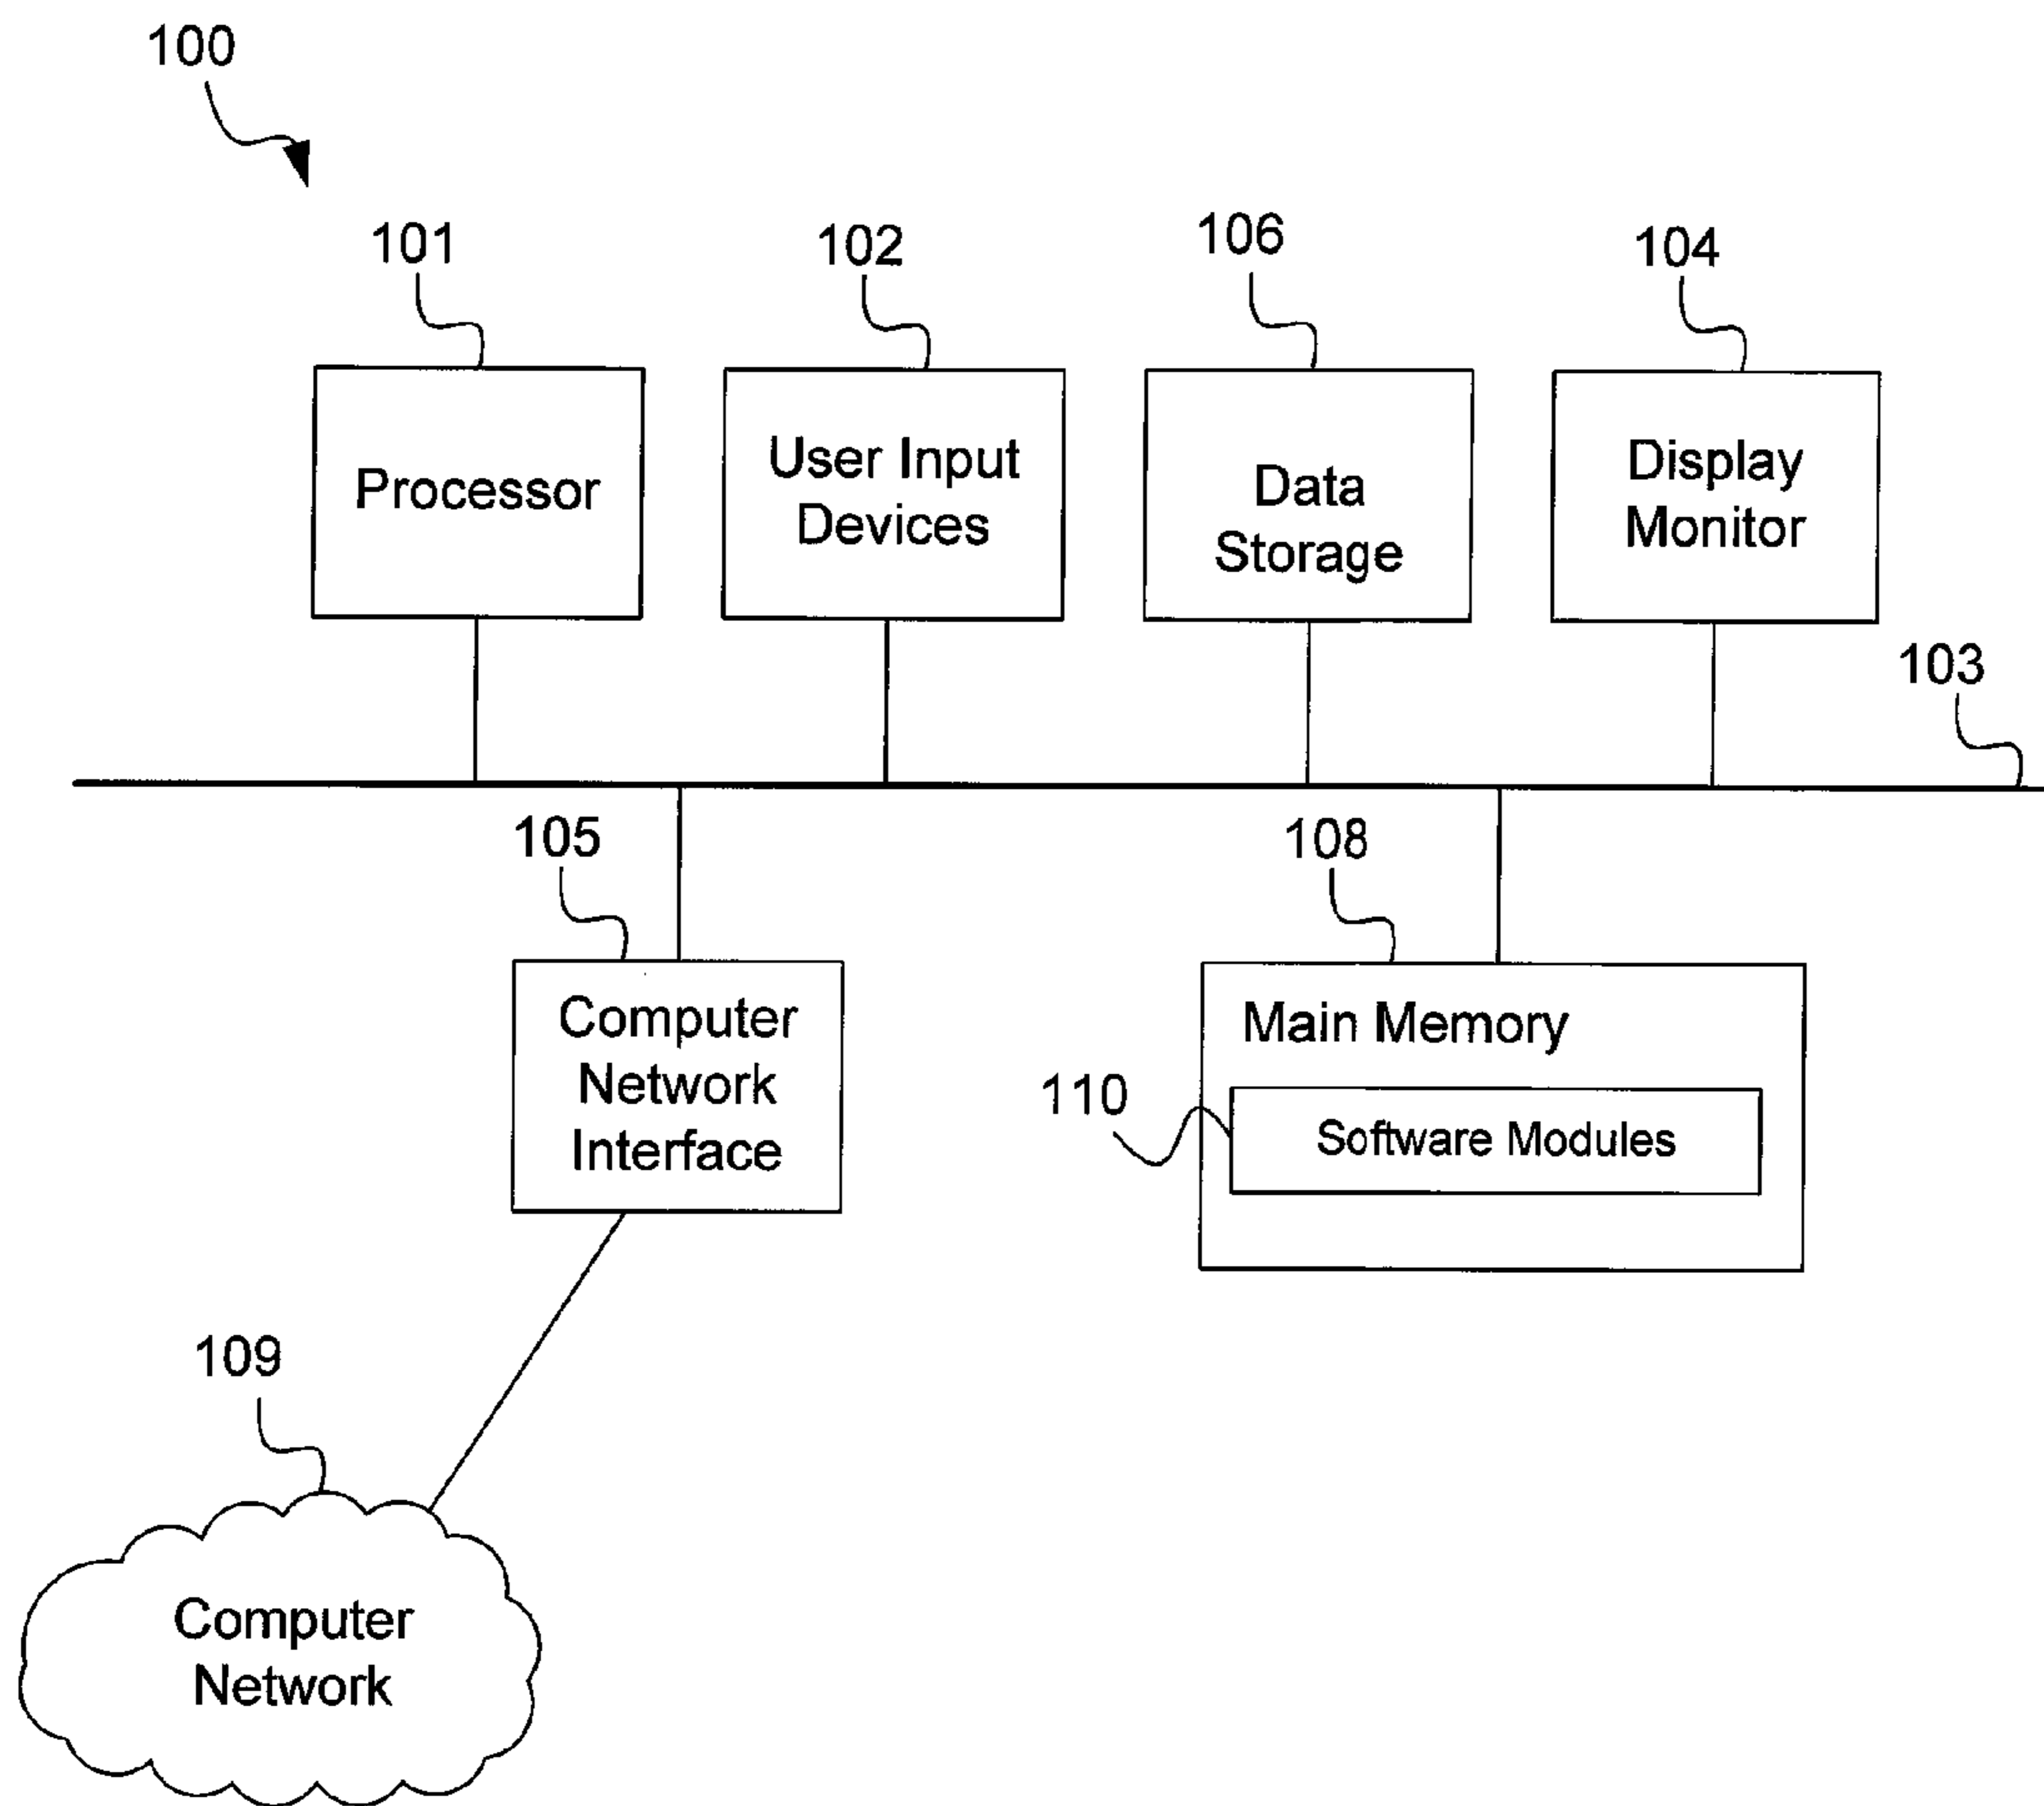 100
101
102
106
104
Processor
User Input
Devices
Data
Storage
Display
Monitor
103
105
108
Computer
Network
Interface
Main Memory
110
Software Modules
109
Computer
Network